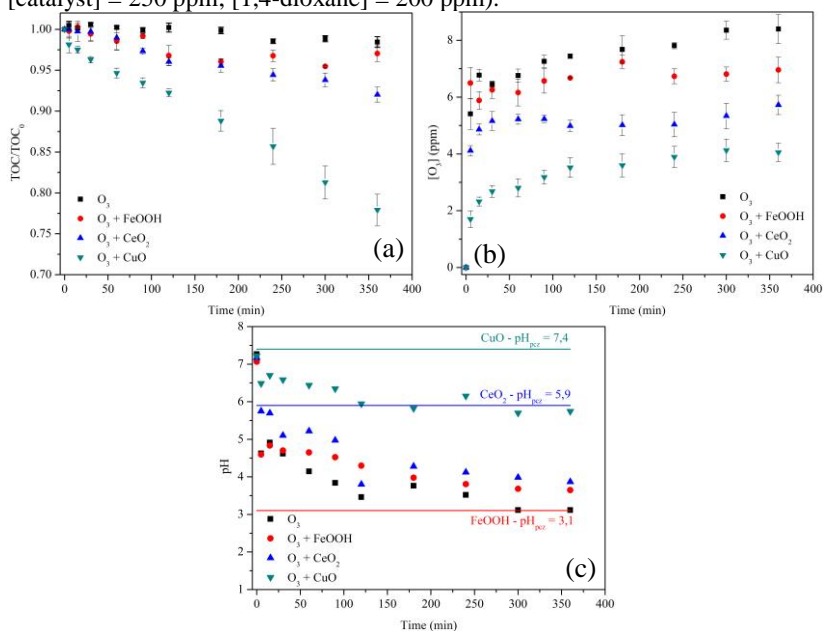 [catalyst] = 250 ppm, [1,4-dioxane] = 200 ppm).
1.00
0.95
0.90
0.85
0.80
0.75
0.70
TOC/TOC₀
O₃
O₃ + FeOOH
O₃ + CeO₂
O₃ + CuO
(a)
0 50 100 150 200 250 300 350 400
Time (min)
8
6
4
2
0
[O₃] (ppm)
O₃
O₃ + FeOOH
O₃ + CeO₂
O₃ + CuO
(b)
0 50 100 150 200 250 300 350 400
Time (min)
8
7
6
5
4
3
2
1
pH
CuO - pHpcz = 7,4
CeO₂ - pHpcz = 5,9
FeOOH - pHpcz = 3,1
O₃
O₃ + FeOOH
O₃ + CeO₂
O₃ + CuO
(c)
0 50 100 150 200 250 300 350 400
Time (min)